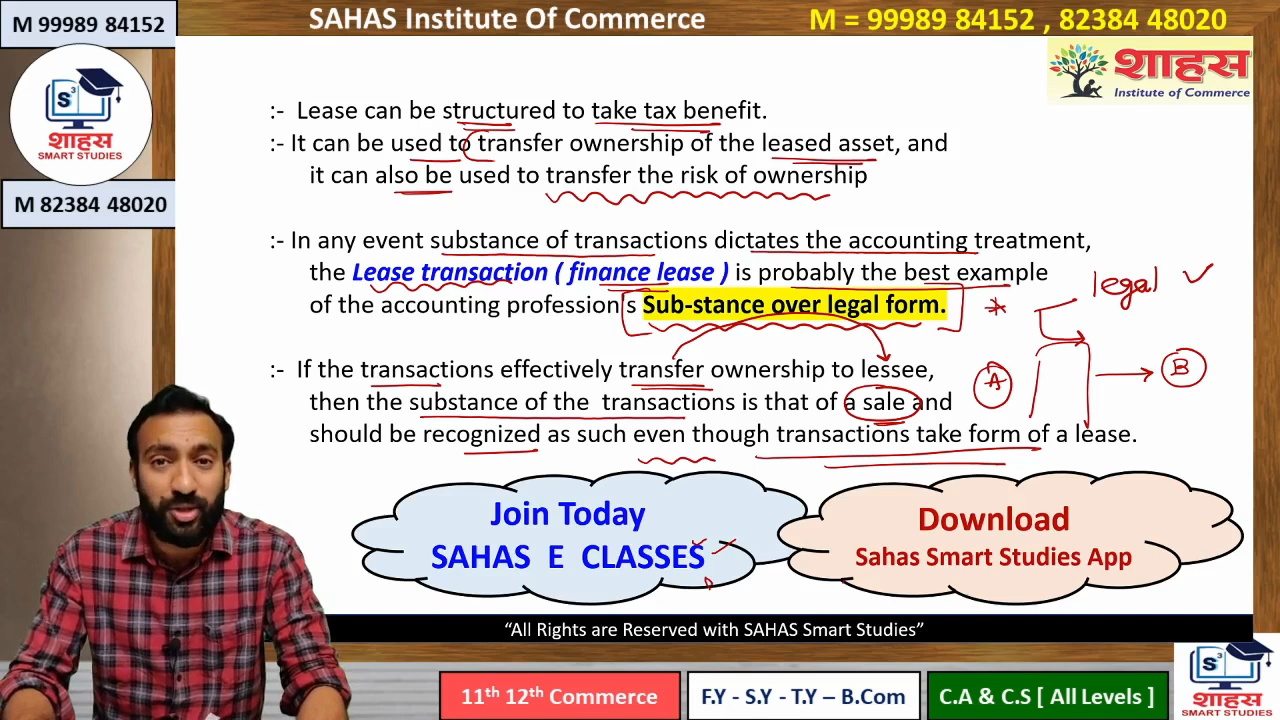 M 99989 84152
SAHAS Institute Of Commerce
M = 99989 84152 , 82384 48020
S³
शाहस
SMART STUDIES
M 82384 48020
शाहस
Institute of Commerce
:- Lease can be structured to take tax benefit.
:- It can be used to transfer ownership of the leased asset, and
it can also be used to transfer the risk of ownership
:- In any event substance of transactions dictates the accounting treatment,
the Lease transaction ( finance lease ) is probably the best example
of the accounting profession's Sub-stance over legal form.
* legal ✓
A
B
:- If the transactions effectively transfer ownership to lessee,
then the substance of the transactions is that of a sale and
should be recognized as such even though transactions take form of a lease.
Join Today
SAHAS E CLASSES
Download
Sahas Smart Studies App
“All Rights are Reserved with SAHAS Smart Studies”
11th 12th Commerce
F.Y - S.Y - T.Y – B.Com
C.A & C.S [ All Levels ]
S³
शाहस
SMART STUDIES